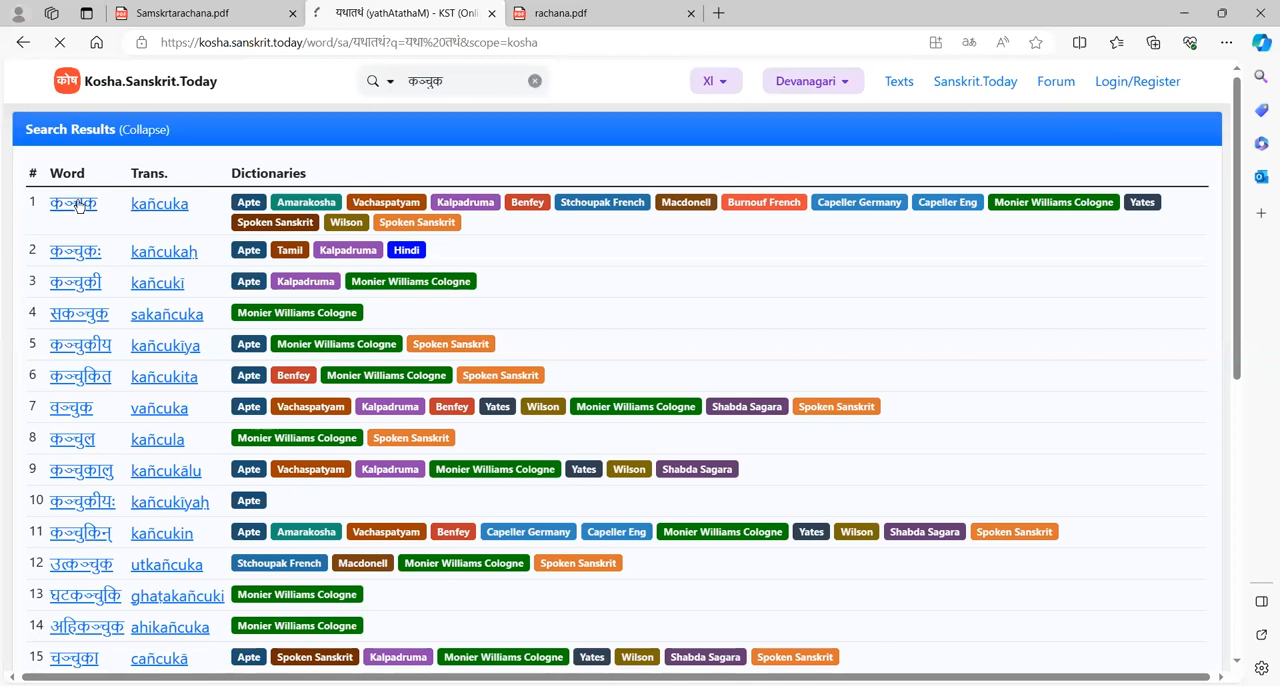 Samskrtarachana.pdf
यथातथं (yathAtathaM) - KST (Onli
rachana.pdf
https://kosha.sanskrit.today/word/sa/यथातथं?q=यथा%20तथं&scope=kosha
कोष Kosha.Sanskrit.Today
कञ्चुक
XI
Devanagari
Texts
Sanskrit.Today
Forum
Login/Register
Search Results (Collapse)
# Word Trans. Dictionaries
1 कञ्चुक kañcuka Apte Amarakosha Vachaspatyam Kalpadruma Benfey Stchoupak French Macdonell Burnouf French Capeller Germany Capeller Eng Monier Williams Cologne Yates
Spoken Sanskrit Wilson Spoken Sanskrit
2 कञ्चुकः kañcukaḥ Apte Tamil Kalpadruma Hindi
3 कञ्चुकी kañcukī Apte Kalpadruma Monier Williams Cologne
4 सकञ्चुक sakañcuka Monier Williams Cologne
5 कञ्चुकीय kañcukīya Apte Monier Williams Cologne Spoken Sanskrit
6 कञ्चुकित kañcukita Apte Benfey Monier Williams Cologne Spoken Sanskrit
7 वञ्चुक vañcuka Apte Vachaspatyam Kalpadruma Benfey Yates Wilson Monier Williams Cologne Shabda Sagara Spoken Sanskrit
8 कञ्चुल kañcula Monier Williams Cologne Spoken Sanskrit
9 कञ्चुकालु kañcukālu Apte Vachaspatyam Kalpadruma Monier Williams Cologne Yates Wilson Shabda Sagara
10 कञ्चुकीयः kañcukīyaḥ Apte
11 कञ्चुकिन् kañcukin Apte Amarakosha Vachaspatyam Benfey Capeller Germany Capeller Eng Monier Williams Cologne Yates Wilson Shabda Sagara Spoken Sanskrit
12 उत्कञ्चुक utkañcuka Stchoupak French Macdonell Monier Williams Cologne Spoken Sanskrit
13 घटकञ्चुकि ghaṭakañcuki Monier Williams Cologne
14 अहिकञ्चुक ahikañcuka Monier Williams Cologne
15 चञ्चुका cañcukā Apte Spoken Sanskrit Kalpadruma Monier Williams Cologne Yates Wilson Shabda Sagara Spoken Sanskrit